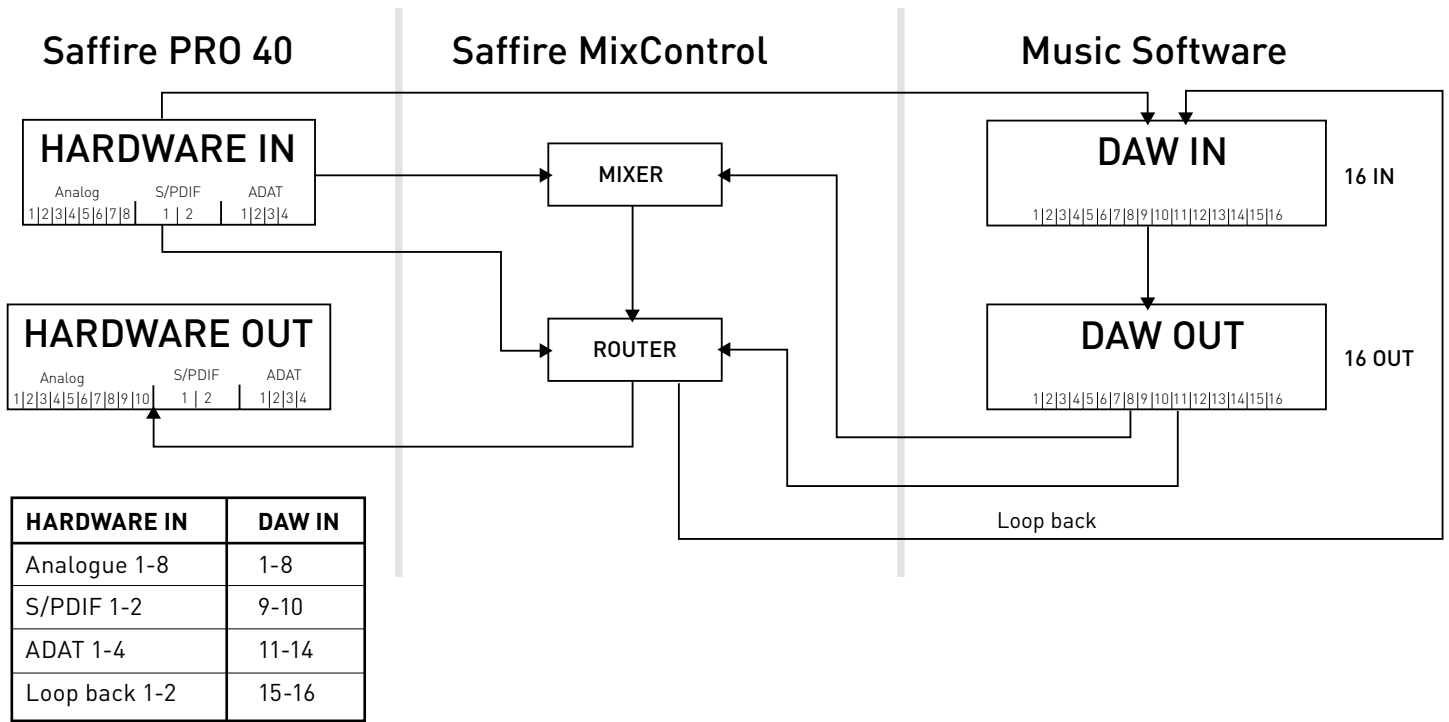 Saffire PRO 40
Saffire MixControl
Music Software
HARDWARE IN
Analog S/PDIF ADAT
1|2|3|4|5|6|7|8 1 | 2 1|2|3|4
MIXER
DAW IN
1|2|3|4|5|6|7|8|9|10|11|12|13|14|15|16
16 IN
HARDWARE OUT
Analog S/PDIF ADAT
1|2|3|4|5|6|7|8|9|10 1 | 2 1|2|3|4
ROUTER
DAW OUT
1|2|3|4|5|6|7|8|9|10|11|12|13|14|15|16
16 OUT
Loop back
HARDWARE IN DAW IN
Analogue 1-8 1-8
S/PDIF 1-2 9-10
ADAT 1-4 11-14
Loop back 1-2 15-16